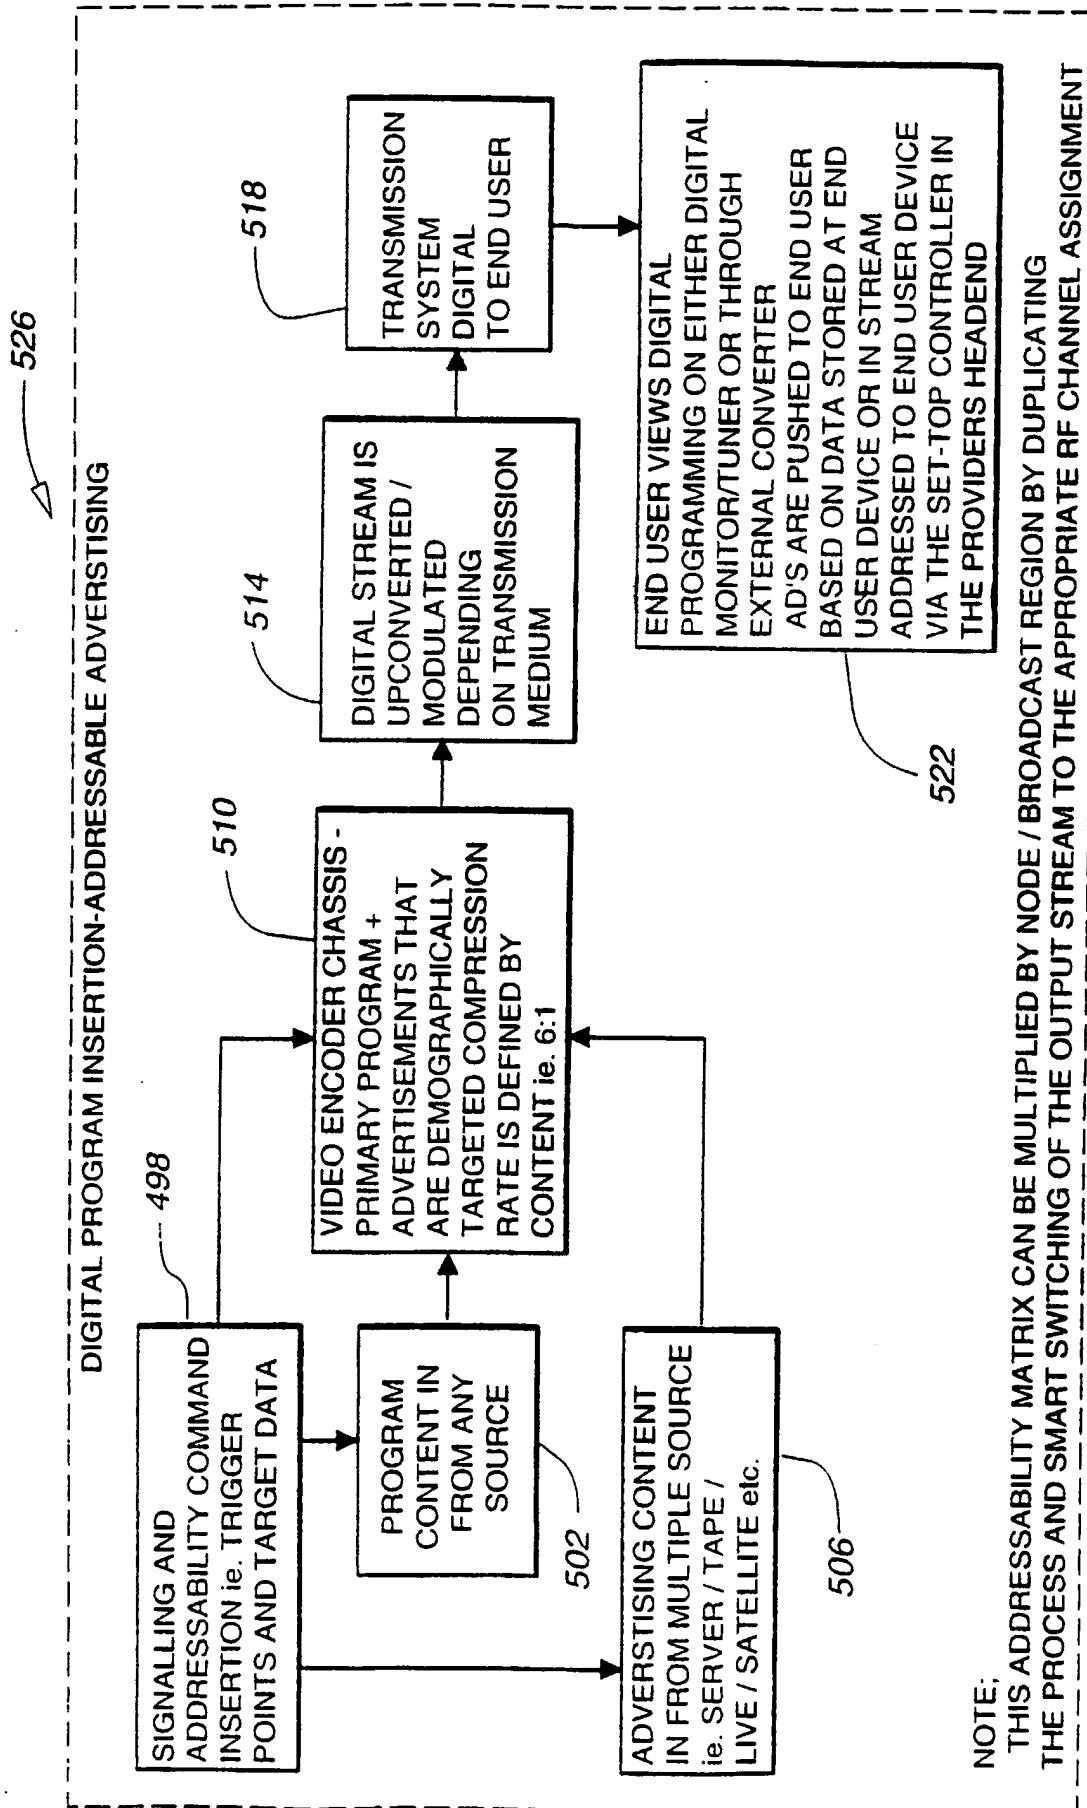 526
DIGITAL PROGRAM INSERTION-ADDRESSABLE ADVERSTISING
SIGNALLING AND
ADDRESSABILITY COMMAND
INSERTION ie. TRIGGER
POINTS AND TARGET DATA
498
PROGRAM
CONTENT IN
FROM ANY
SOURCE
502
ADVERSTISING CONTENT
IN FROM MULTIPLE SOURCE
ie. SERVER / TAPE /
LIVE / SATELLITE etc.
506
VIDEO ENCODER CHASSIS -
PRIMARY PROGRAM +
ADVERTISEMENTS THAT
ARE DEMOGRAPHICALLY
TARGETED COMPRESSION
RATE IS DEFINED BY
CONTENT ie. 6:1
510
DIGITAL STREAM IS
UPCONVERTED /
MODULATED
DEPENDING
ON TRANSMISSION
MEDIUM
514
TRANSMISSION
SYSTEM
DIGITAL
TO END USER
518
END USER VIEWS DIGITAL
PROGRAMMING ON EITHER DIGITAL
MONITOR/TUNER OR THROUGH
EXTERNAL CONVERTER
AD'S ARE PUSHED TO END USER
BASED ON DATA STORED AT END
USER DEVICE OR IN STREAM
ADDRESSED TO END USER DEVICE
VIA THE SET-TOP CONTROLLER IN
THE PROVIDERS HEADEND
522
NOTE;
THIS ADDRESSABILITY MATRIX CAN BE MULTIPLIED BY NODE / BROADCAST REGION BY DUPLICATING
THE PROCESS AND SMART SWITCHING OF THE OUTPUT STREAM TO THE APPROPRIATE RF CHANNEL ASSIGNMENT